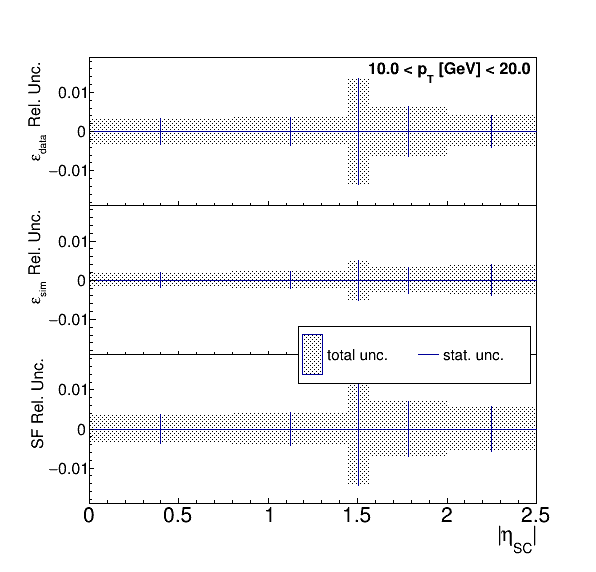 10.0 < p_T [GeV] < 20.0
ε_data Rel. Unc.
0.01
0
−0.01
ε_sim Rel. Unc.
0.01
0
−0.01
total unc. stat. unc.
SF Rel. Unc.
0.01
0
−0.01
0 0.5 1 1.5 2 2.5
|η_SC|